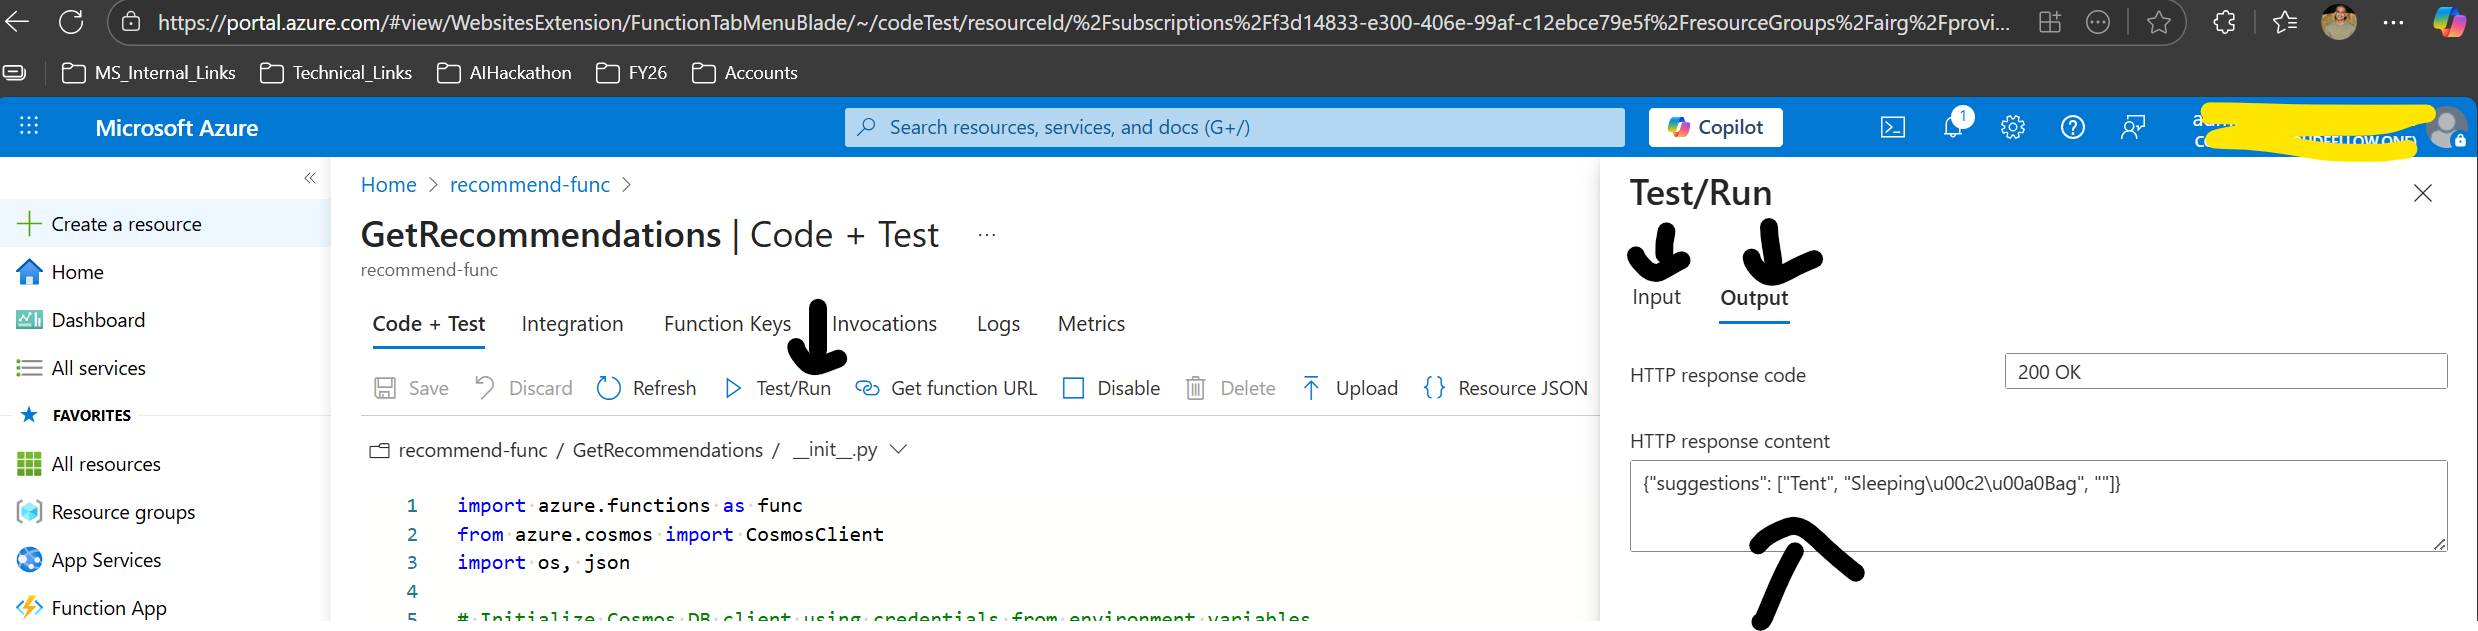 https://portal.azure.com/#view/WebsitesExtension/FunctionTabMenuBlade/~/codeTest/resourceId/%2Fsubscriptions%2Ff3d14833-e300-406e-99af-c12ebce79e5f%2FresourceGroups%2Fairg%2Fprovi...
MS_Internal_Links Technical_Links AIHackathon FY26 Accounts
Microsoft Azure Search resources, services, and docs (G+/) Copilot 1
Create a resource
Home
Dashboard
All services
FAVORITES
All resources
Resource groups
App Services
Function App
Home > recommend-func >
GetRecommendations | Code + Test ...
recommend-func
Code + Test Integration Function Keys Invocations Logs Metrics
Save Discard Refresh Test/Run Get function URL Disable Delete Upload Resource JSON
recommend-func / GetRecommendations / __init__.py
1 import azure.functions as func
2 from azure.cosmos import CosmosClient
3 import os, json
4
5 # Initialize Cosmos DB client using credentials from environment variables
Test/Run
Input Output
HTTP response code 200 OK
HTTP response content
{"suggestions": ["Tent", "Sleeping\u00c2\u00a0Bag", ""]}